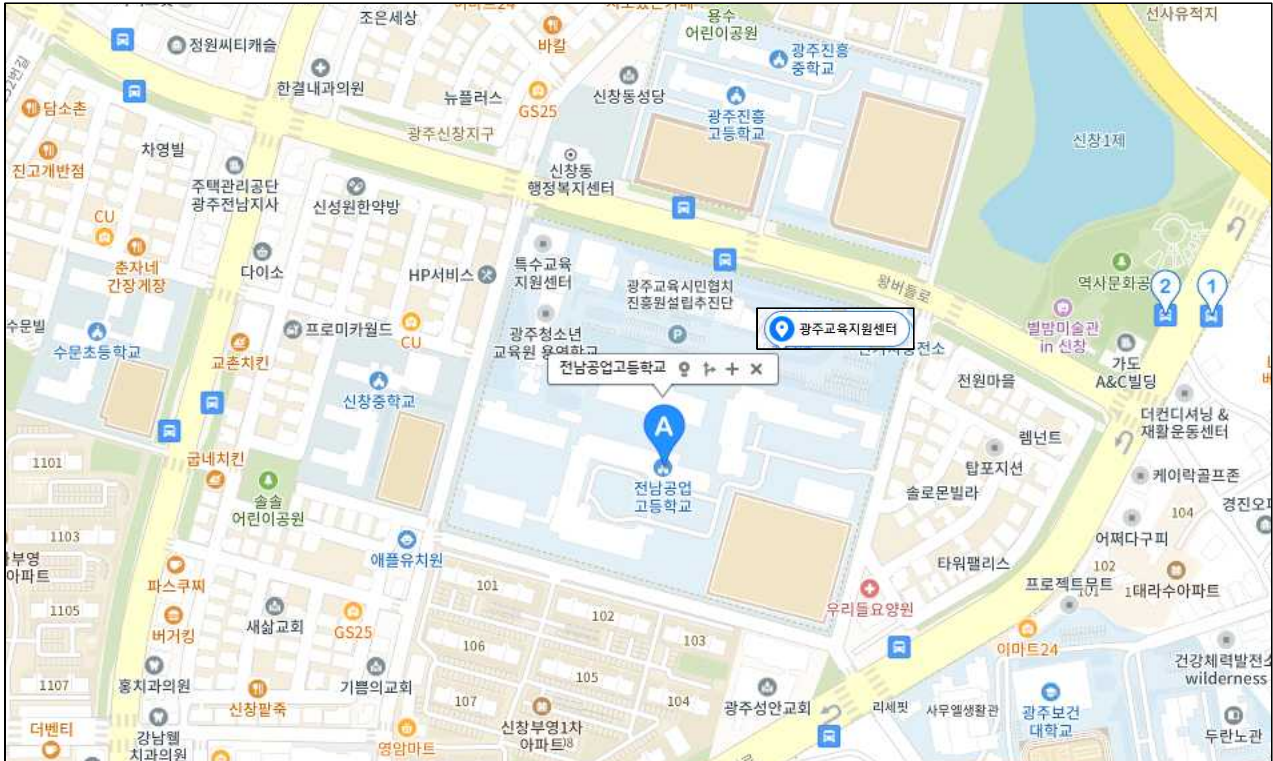 조은세상
용수
어린이공원
선사유적지
정원씨티캐슬
바칼
광주진흥
중학교
한결내과의원
뉴플러스
GS25
신창동성당
광주진흥
고등학교
담소촌
차영빌
광주신창지구
신창1제
진고개반점
주택관리공단
광주전남지사
신성원한약방
신창동
행정복지센터
CU
춘자네
간장게장
다이소
HP서비스
특수교육
지원센터
광주교육시민협치
진흥원설립추진단
왕버들로
역사문화공
2
1
수문빌
수문초등학교
프로미카월드
CU
광주청소년
교육원 용연학교
광주교육지원센터
별밤미술관
in 신창
가도
A&C빌딩
교촌치킨
신창중학교
전남공업고등학교
전원마을
더컨디셔닝 &
재활운동센터
A
렘넌트
탑포지션
케이락골프존
1101
굽네치킨
솔솔
어린이공원
전남공업
고등학교
솔로몬빌라
104
경진오피
어쩌다구피
1103
부영
아파트
애플유치원
타워팰리스
102
파스쿠찌
101
프로젝트문트
101
1대라수아파트
1105
버거킹
새삶교회
GS25
102
우리들요양원
106
103
이마트24
건강체력발전소
wilderness
1107
홍치과의원
기쁨의교회
105
신창팥죽
107
104
광주성안교회
리세핏
사무엘생활관
광주보건
대학교
더벤티
강남웰
치과의원
영암마트
신창부영1차
아파트
두란노관